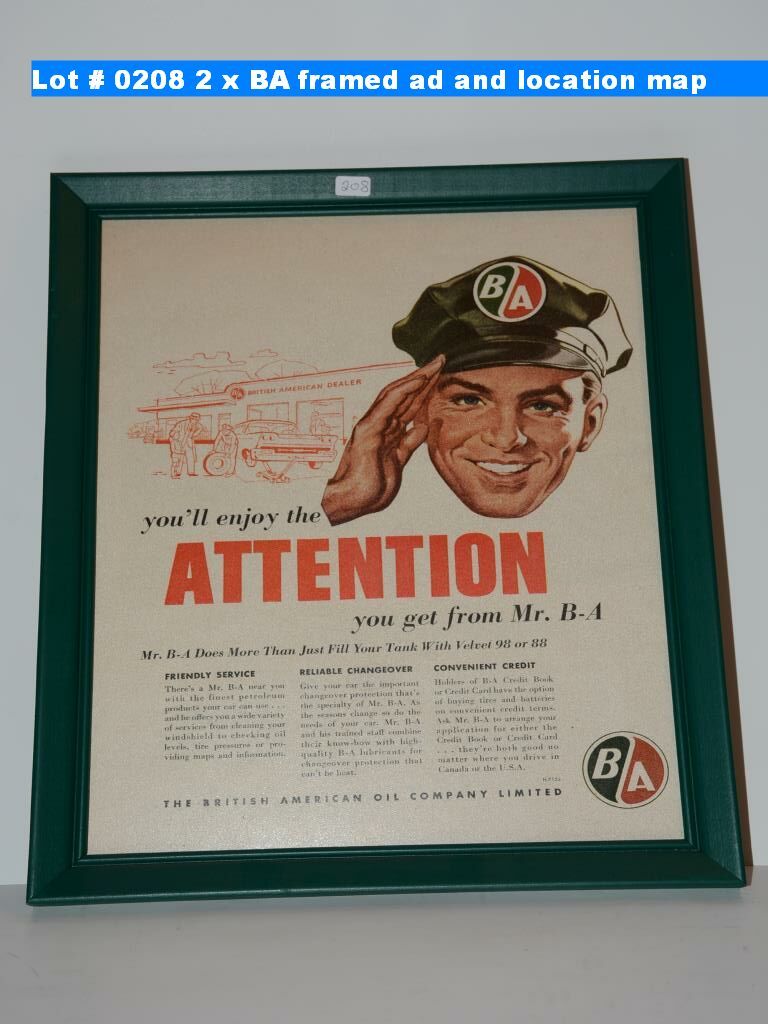 Lot # 0208 2 x BA framed ad and location map
208
B/A
BRITISH AMERICAN DEALER
you'll enjoy the
ATTENTION
you get from Mr. B-A
Mr. B-A Does More Than Just Fill Your Tank With Velvet 98 or 88
FRIENDLY SERVICE
There's a Mr. B-A near you
with the finest petroleum
products your car can use . . .
and he offers you a wide variety
of services from cleaning your
windshield to checking oil
levels, tire pressures or pro-
viding maps and information.
RELIABLE CHANGEOVER
Give your car the important
changeover protection that's
the specialty of Mr. B-A. As
the seasons change so do the
needs of your car. Mr. B-A
and his trained staff combine
their know-how with high-
quality B-A lubricants for
changeover protection that
can't be beat.
CONVENIENT CREDIT
Holders of B-A Credit Book
or Credit Card have the option
of buying tires and batteries
on convenient credit terms.
Ask Mr. B-A to arrange your
application for either the
Credit Book or Credit Card
. . . they're both good no
matter where you drive in
Canada or the U.S.A.
THE BRITISH AMERICAN OIL COMPANY LIMITED
B/A